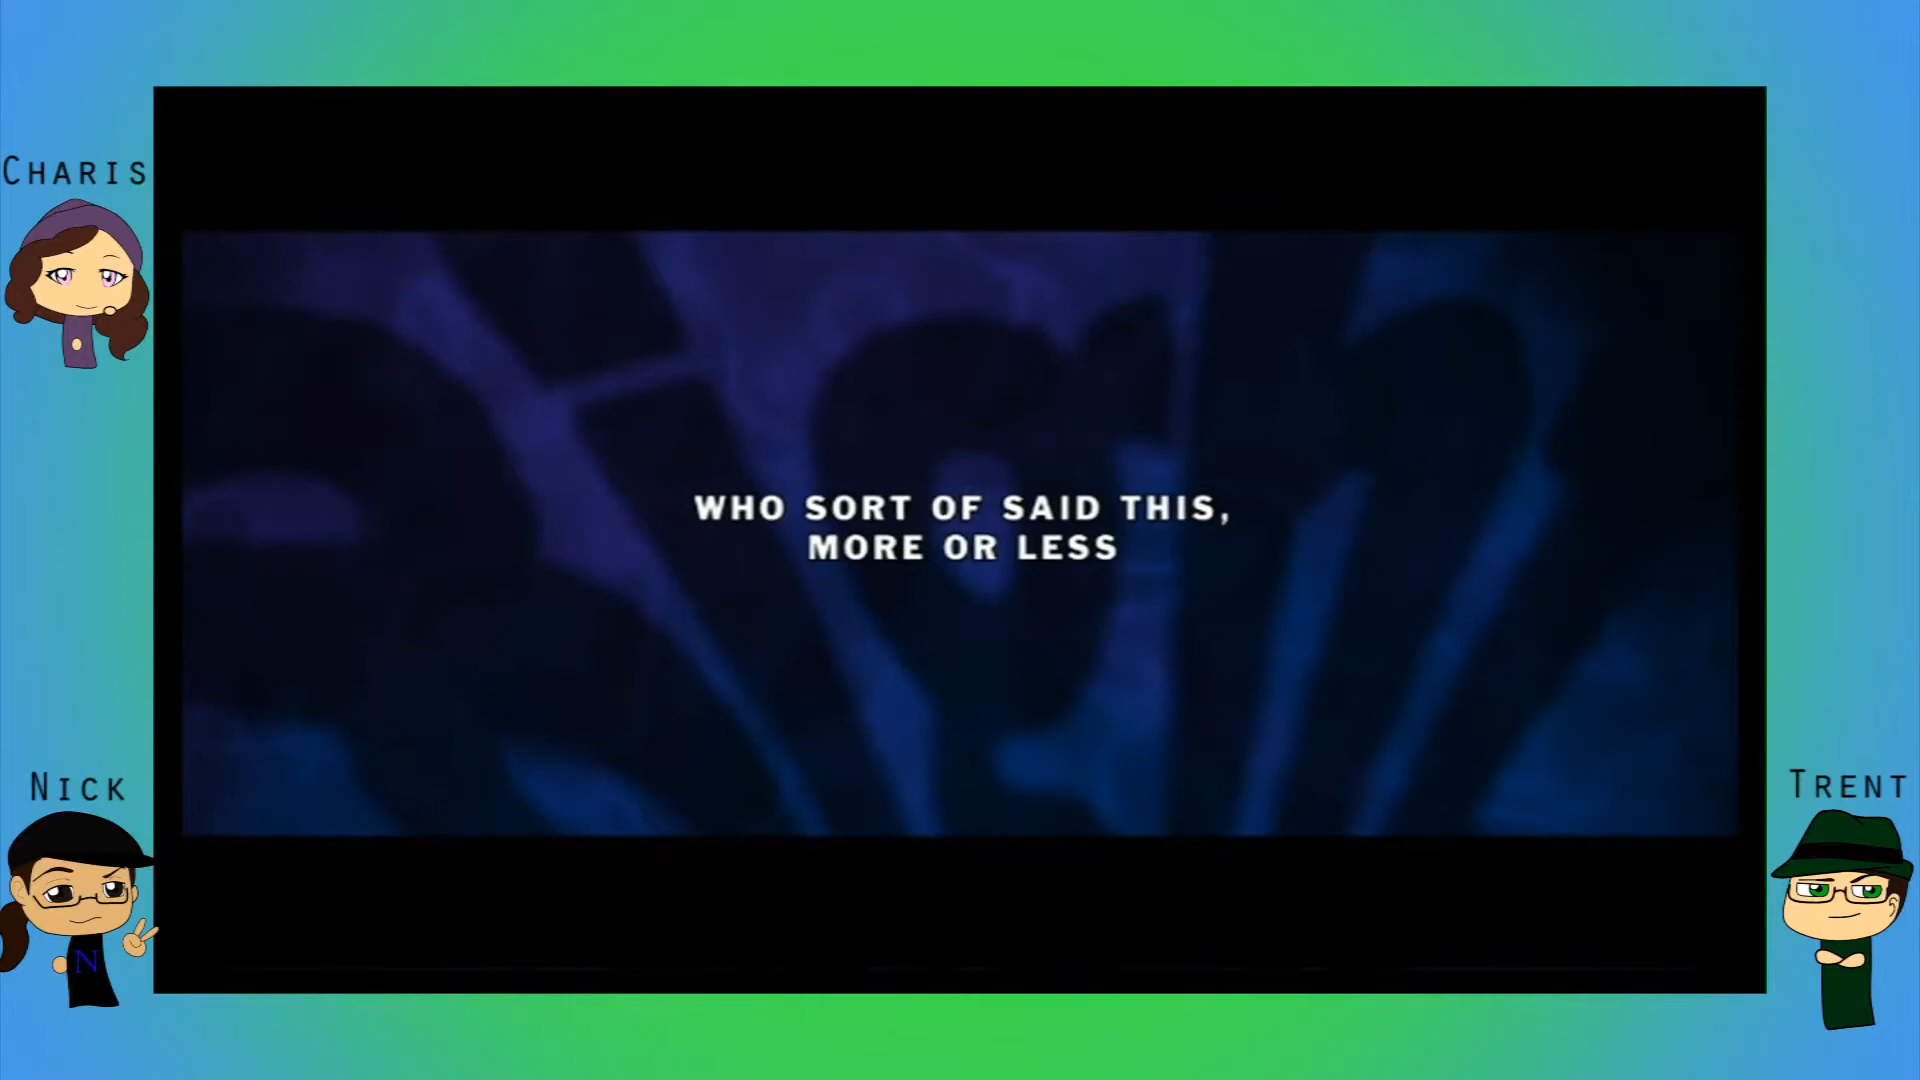 CHARIS
WHO SORT OF SAID THIS,
MORE OR LESS
NICK
TRENT
N